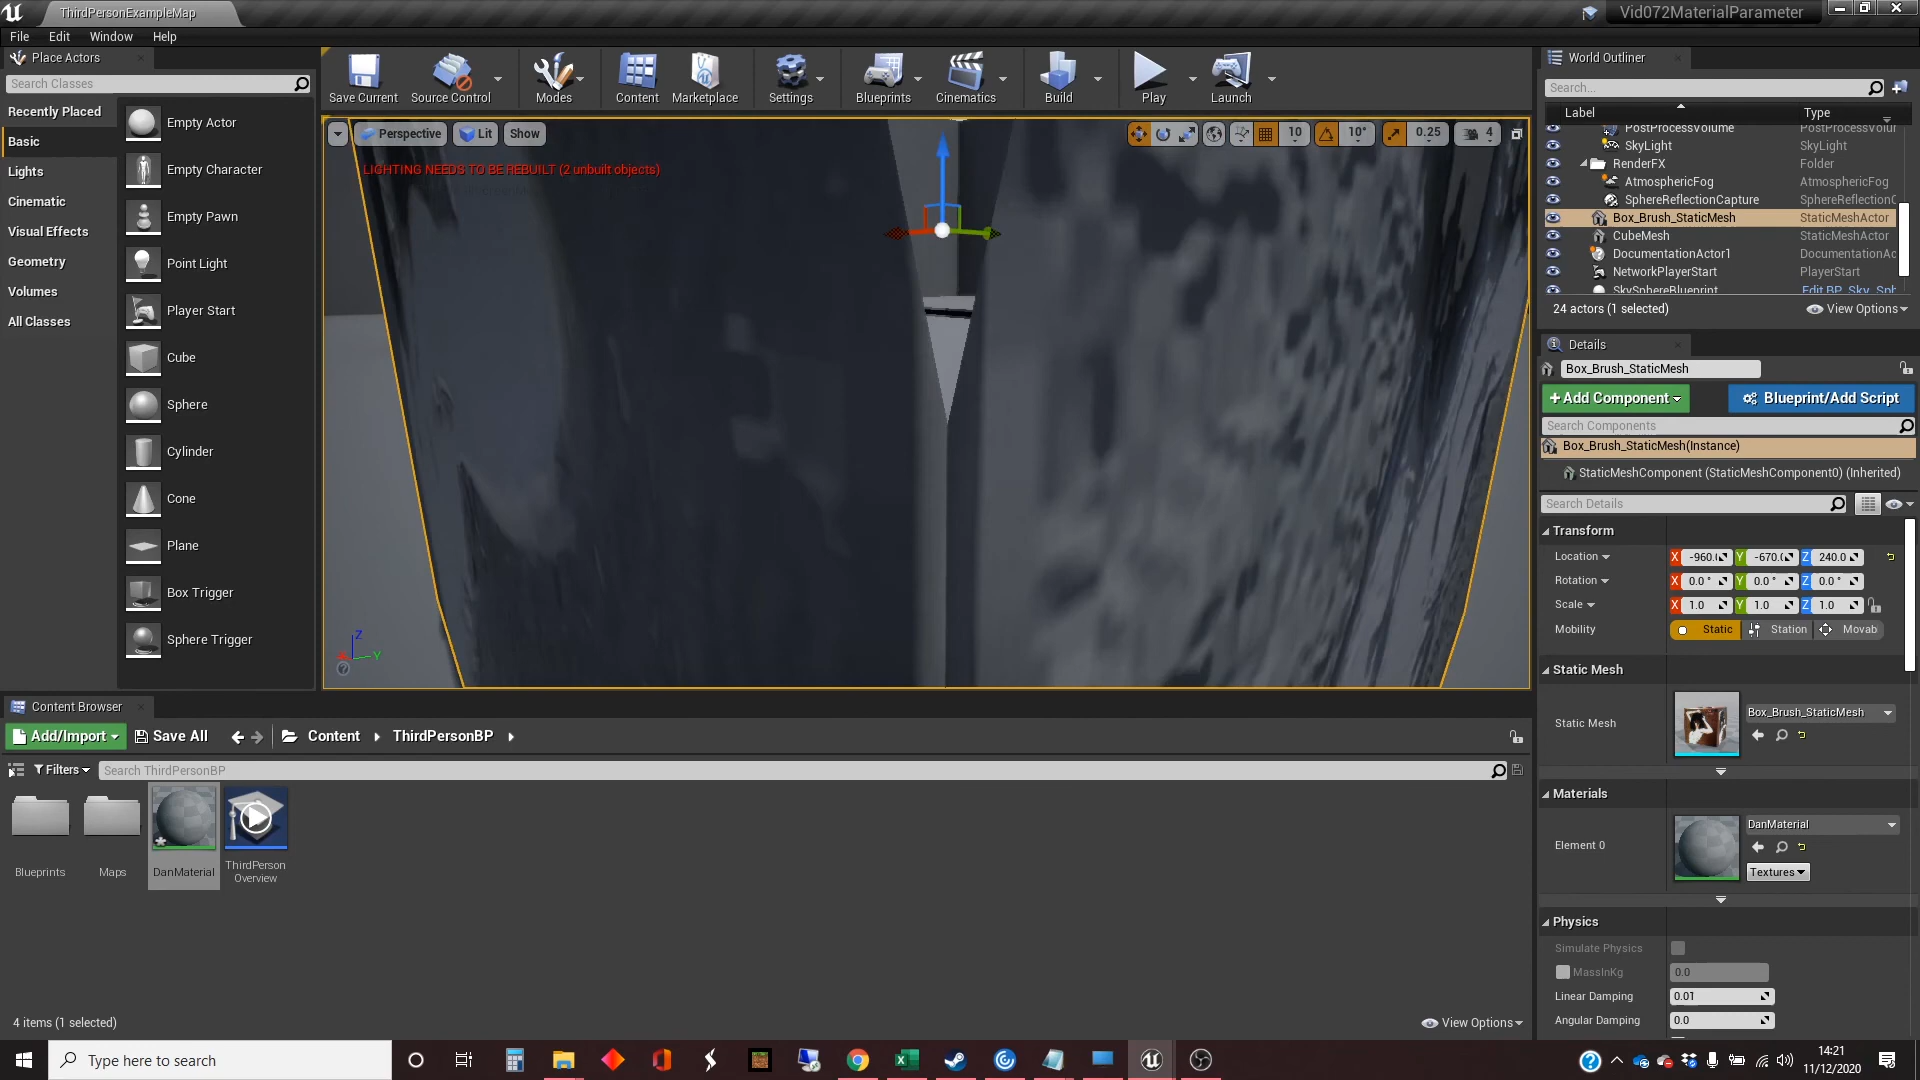 ThirdPersonExampleMap
Vid072MaterialParameter
File Edit Window Help
Place Actors
Search Classes
Recently Placed
Basic
Lights
Cinematic
Visual Effects
Geometry
Volumes
All Classes
Empty Actor
Empty Character
Empty Pawn
Point Light
Player Start
Cube
Sphere
Cylinder
Cone
Plane
Box Trigger
Sphere Trigger
Save Current Source Control Modes Content Marketplace Settings Blueprints Cinematics Build Play Launch
Perspective Lit Show
10 10° 0.25 4
LIGHTING NEEDS TO BE REBUILT (2 unbuilt objects)
Z
Y
World Outliner
Search...
Label Type
PostProcessVolume PostProcessVolur
SkyLight SkyLight
RenderFX Folder
AtmosphericFog AtmosphericFog
SphereReflectionCapture SphereReflectionC
Box_Brush_StaticMesh StaticMeshActor
CubeMesh StaticMeshActor
DocumentationActor1 DocumentationAc
NetworkPlayerStart PlayerStart
SkySphereBlueprint Edit BP_Sky_Sph
24 actors (1 selected) View Options
Details
Box_Brush_StaticMesh
+Add Component Blueprint/Add Script
Search Components
Box_Brush_StaticMesh(Instance)
StaticMeshComponent (StaticMeshComponent0) (Inherited)
Search Details
Transform
Location X -960.( Y -670.( Z 240.0
Rotation X 0.0 ° Y 0.0 ° Z 0.0 °
Scale X 1.0 Y 1.0 Z 1.0
Mobility Static Station Movab
Static Mesh
Static Mesh Box_Brush_StaticMesh
Materials
Element 0 DanMaterial
Textures
Physics
Simulate Physics
MassInKg 0.0
Linear Damping 0.01
Angular Damping 0.0
Content Browser
Add/Import Save All Content ThirdPersonBP
Filters Search ThirdPersonBP
Blueprints
Maps
DanMaterial
ThirdPerson
Overview
4 items (1 selected) View Options
Type here to search
14:21
11/12/2020